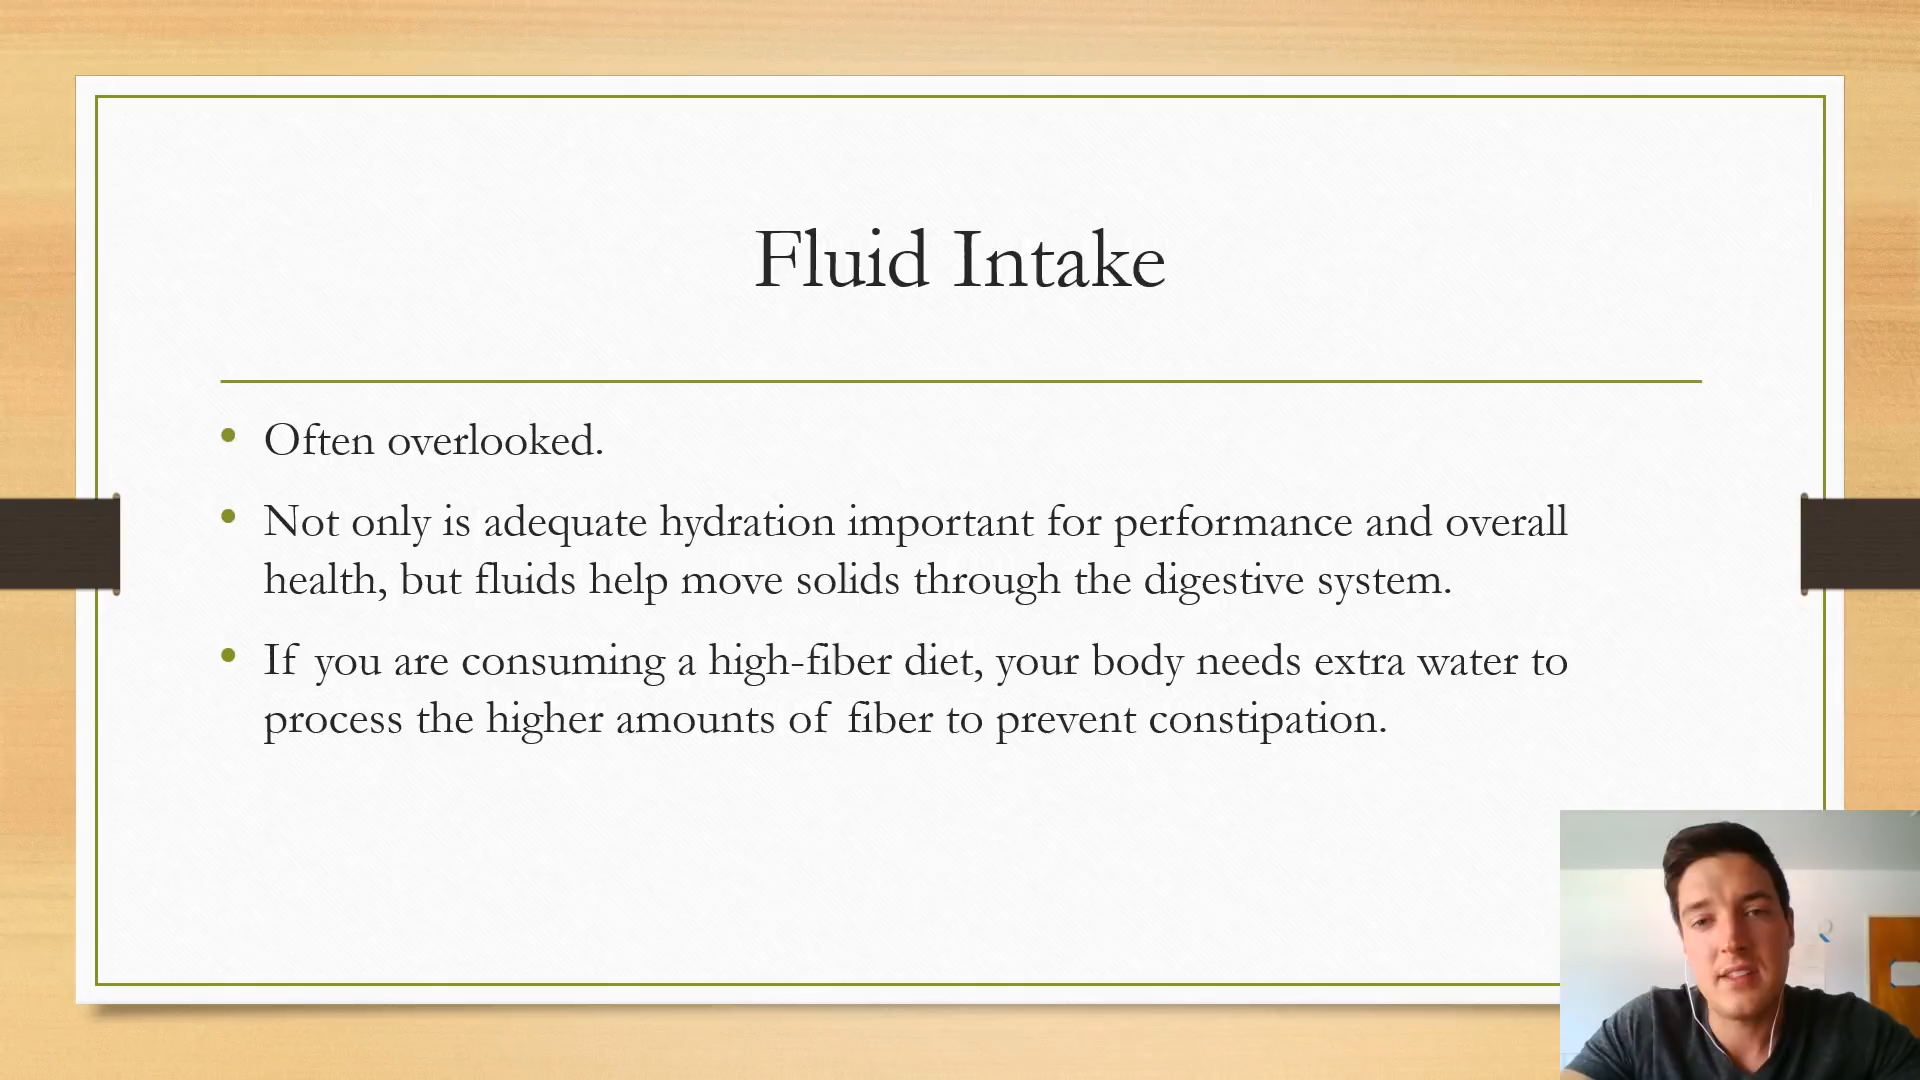 Fluid Intake
• Often overlooked.
• Not only is adequate hydration important for performance and overall
health, but fluids help move solids through the digestive system.
• If you are consuming a high-fiber diet, your body needs extra water to
process the higher amounts of fiber to prevent constipation.